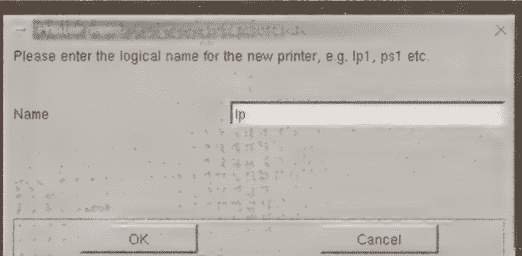 Please enter the logical name for the new printer, e.g. lp1, ps1 etc.
Name
lp
OK
Cancel